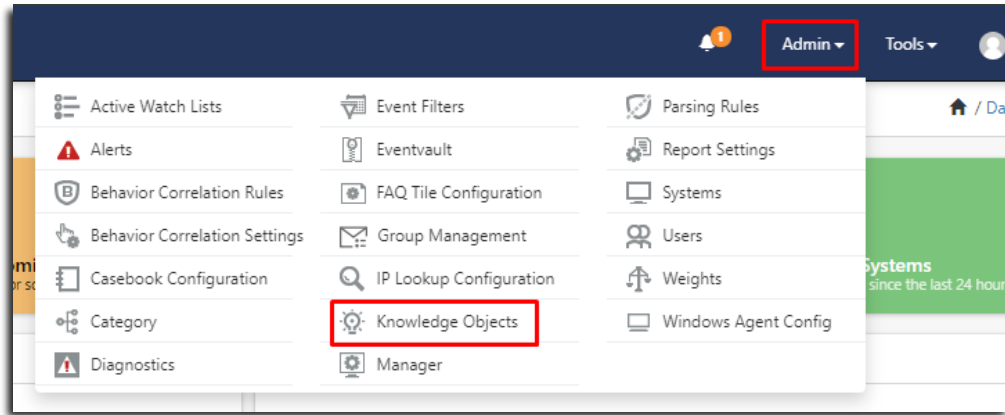 1
Admin
Tools
Active Watch Lists
Event Filters
Parsing Rules
/ Da
Alerts
Eventvault
Report Settings
Behavior Correlation Rules
FAQ Tile Configuration
Systems
Behavior Correlation Settings
Group Management
Users
Casebook Configuration
IP Lookup Configuration
Weights
Systems
since the last 24 hour
Category
Knowledge Objects
Windows Agent Config
Diagnostics
Manager